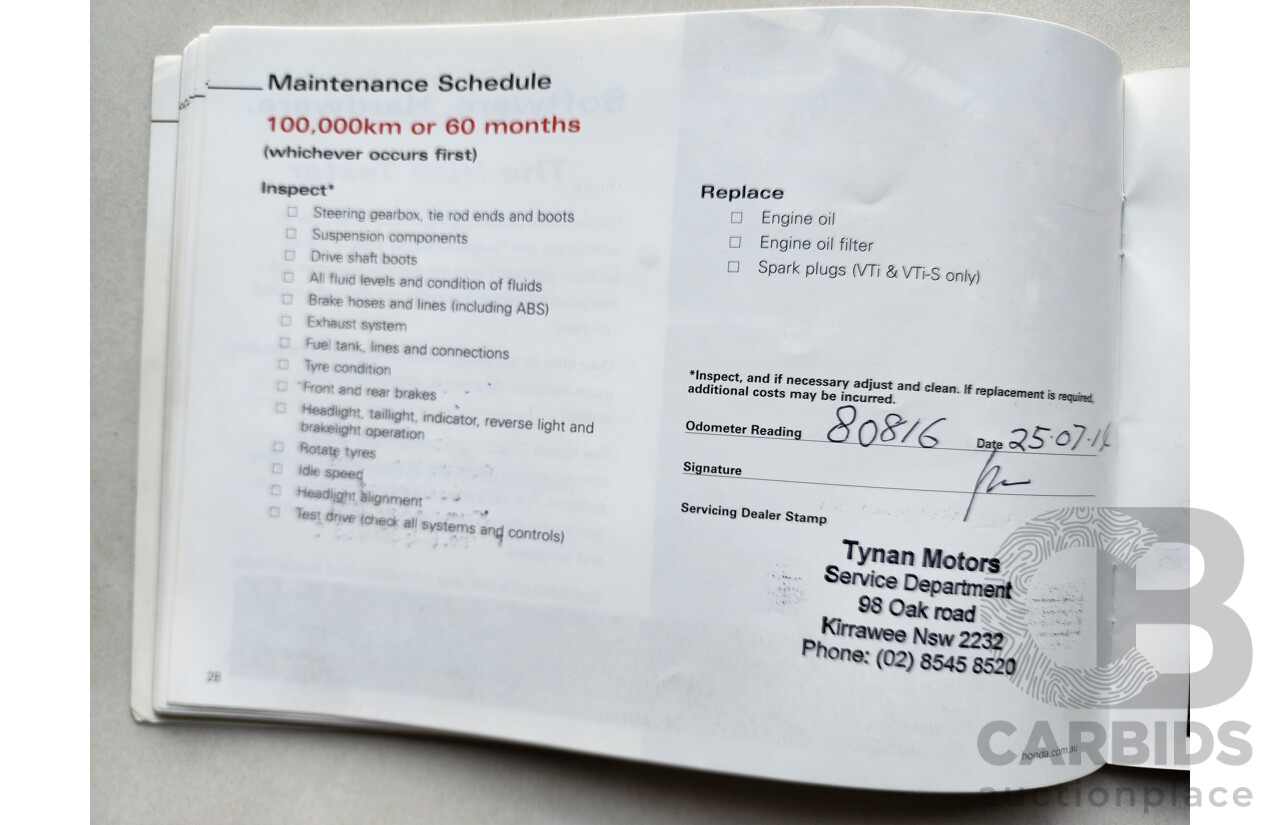 Maintenance Schedule
100,000km or 60 months
(whichever occurs first)
Inspect*
Steering gearbox, tie rod ends and boots
Suspension components
Drive shaft boots
All fluid levels and condition of fluids
Brake hoses and lines (including ABS)
Exhaust system
Fuel tank, lines and connections
Tyre condition
Front and rear brakes
Headlight, taillight, indicator, reverse light and
brakelight operation
Rotate tyres
Idle speed
Headlight alignment
Test drive (check all systems and controls)
28
Replace
Engine oil
Engine oil filter
Spark plugs (VTi & VTi-S only)
*Inspect, and if necessary adjust and clean. If replacement is required,
additional costs may be incurred.
Odometer Reading 80816 Date 25.07.14
Signature
Servicing Dealer Stamp
Tynan Motors
Service Department
98 Oak road
Kirrawee Nsw 2232
Phone: (02) 8545 8520
honda.com.au
CB
CARBIDS
auctionplace